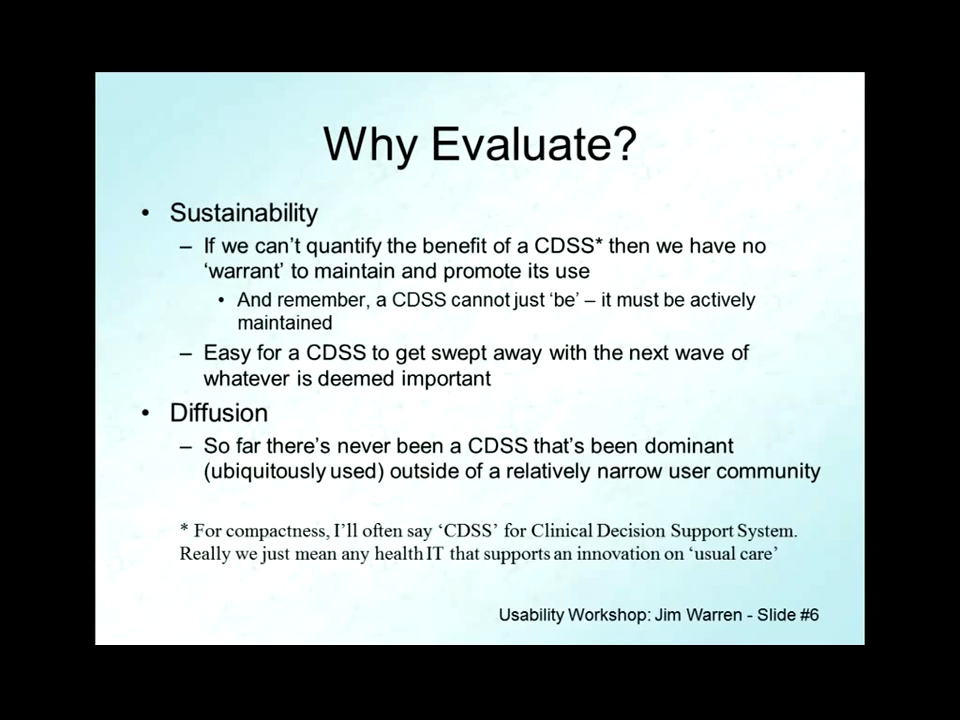 Why Evaluate?
• Sustainability
– If we can’t quantify the benefit of a CDSS* then we have no
‘warrant’ to maintain and promote its use
• And remember, a CDSS cannot just ‘be’ – it must be actively
maintained
– Easy for a CDSS to get swept away with the next wave of
whatever is deemed important
• Diffusion
– So far there’s never been a CDSS that’s been dominant
(ubiquitously used) outside of a relatively narrow user community
* For compactness, I’ll often say ‘CDSS’ for Clinical Decision Support System.
Really we just mean any health IT that supports an innovation on ‘usual care’
Usability Workshop: Jim Warren - Slide #6